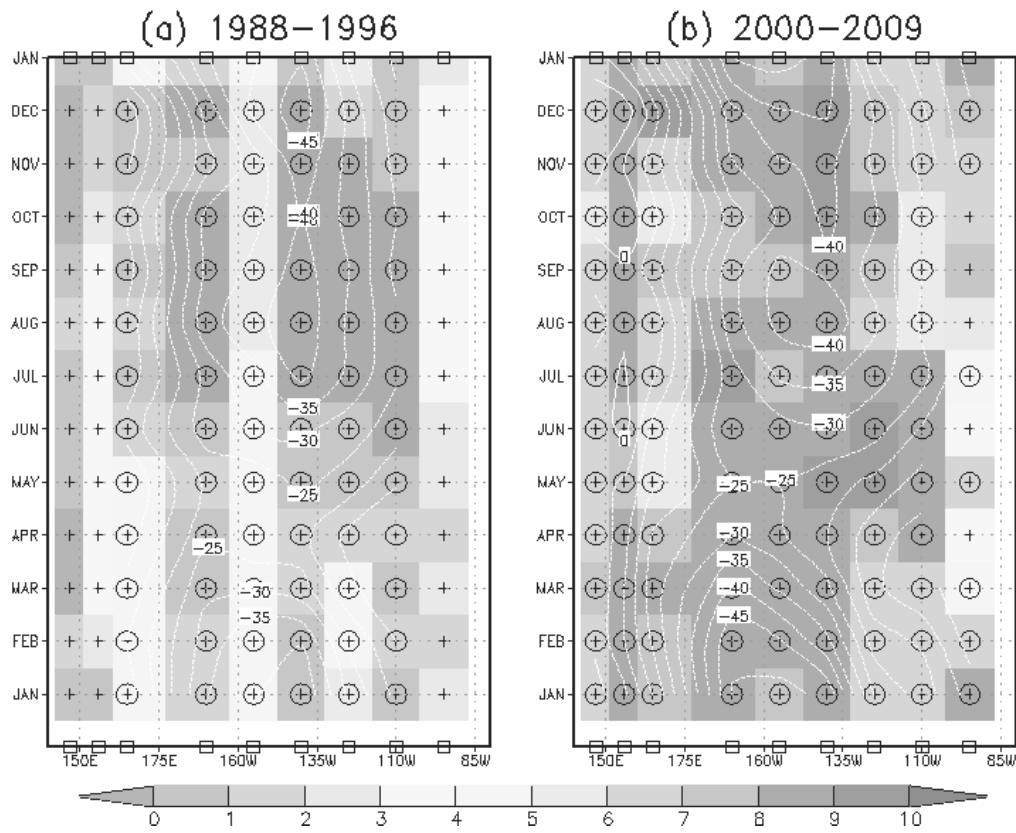 (a) 1988−1996 (b) 2000−2009
JAN JAN
DEC DEC
−45
NOV NOV
OCT −40 OCT
−40
SEP 0 SEP
AUG AUG
−40
JUL −35 JUL −35
JUN −30 JUN 0 −30
MAY −25 MAY −25 −25
APR −25 APR −30
−35
MAR −30 MAR −40
−35 −45
FEB FEB
JAN JAN
150E 175E 160W 135W 110W 85W 150E 175E 160W 135W 110W 85W
0 1 2 3 4 5 6 7 8 9 10